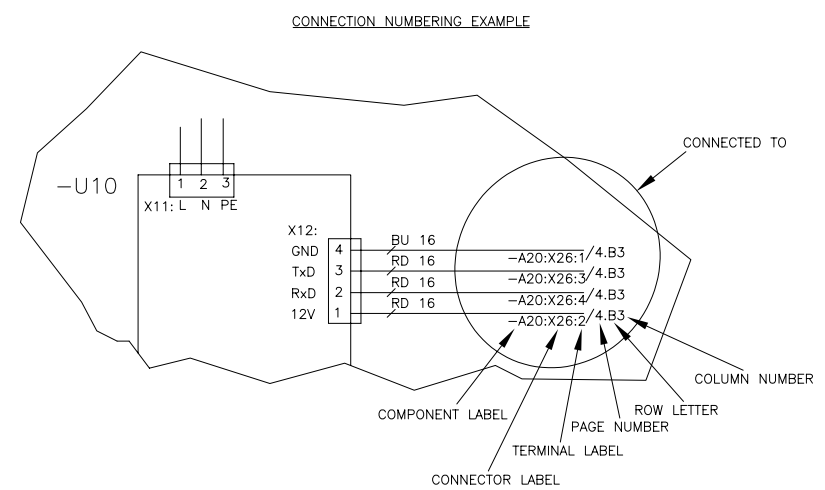 CONNECTION NUMBERING EXAMPLE
CONNECTED TO
-U10
1 2 3
X11: L N PE
X12:
GND 4 BU 16
-A20:X26:1/4.B3
TxD 3 RD 16
-A20:X26:3/4.B3
RxD 2 RD 16
-A20:X26:4/4.B3
12V 1 RD 16
-A20:X26:2/4.B3
COLUMN NUMBER
ROW LETTER
COMPONENT LABEL
PAGE NUMBER
TERMINAL LABEL
CONNECTOR LABEL